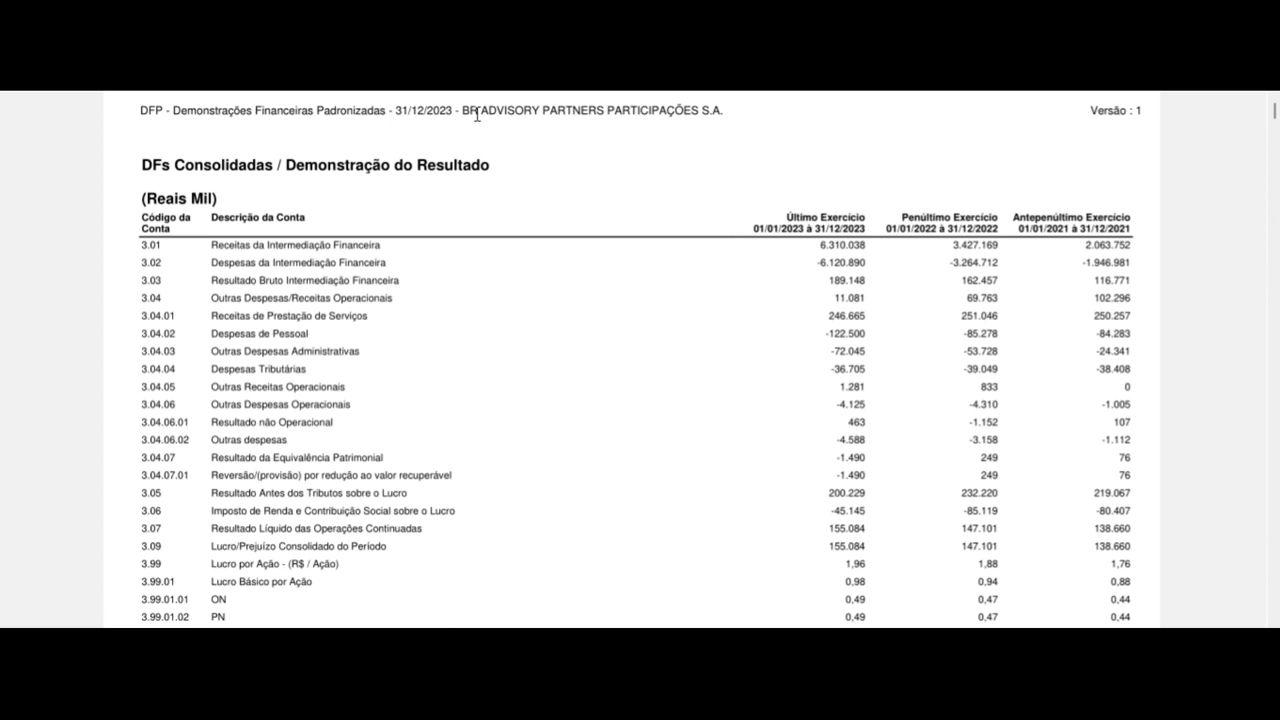 DFP - Demonstrações Financeiras Padronizadas - 31/12/2023 - BR ADVISORY PARTNERS PARTICIPAÇÕES S.A. Versão : 1
DFs Consolidadas / Demonstração do Resultado
(Reais Mil)
Código da Conta Descrição da Conta Último Exercício 01/01/2023 à 31/12/2023 Penúltimo Exercício 01/01/2022 à 31/12/2022 Antepenúltimo Exercício 01/01/2021 à 31/12/2021
3.01 Receitas da Intermediação Financeira 6.310.038 3.427.169 2.063.752
3.02 Despesas da Intermediação Financeira -6.120.890 -3.264.712 -1.946.981
3.03 Resultado Bruto Intermediação Financeira 189.148 162.457 116.771
3.04 Outras Despesas/Receitas Operacionais 11.081 69.763 102.296
3.04.01 Receitas de Prestação de Serviços 246.665 251.046 250.257
3.04.02 Despesas de Pessoal -122.500 -85.278 -84.283
3.04.03 Outras Despesas Administrativas -72.045 -53.728 -24.341
3.04.04 Despesas Tributárias -36.705 -39.049 -38.408
3.04.05 Outras Receitas Operacionais 1.281 833 0
3.04.06 Outras Despesas Operacionais -4.125 -4.310 -1.005
3.04.06.01 Resultado não Operacional 463 -1.152 107
3.04.06.02 Outras despesas -4.588 -3.158 -1.112
3.04.07 Resultado da Equivalência Patrimonial -1.490 249 76
3.04.07.01 Reversão/(provisão) por redução ao valor recuperável -1.490 249 76
3.05 Resultado Antes dos Tributos sobre o Lucro 200.229 232.220 219.067
3.06 Imposto de Renda e Contribuição Social sobre o Lucro -45.145 -85.119 -80.407
3.07 Resultado Líquido das Operações Continuadas 155.084 147.101 138.660
3.09 Lucro/Prejuízo Consolidado do Período 155.084 147.101 138.660
3.99 Lucro por Ação - (R$ / Ação) 1,96 1,88 1,76
3.99.01 Lucro Básico por Ação 0,98 0,94 0,88
3.99.01.01 ON 0,49 0,47 0,44
3.99.01.02 PN 0,49 0,47 0,44